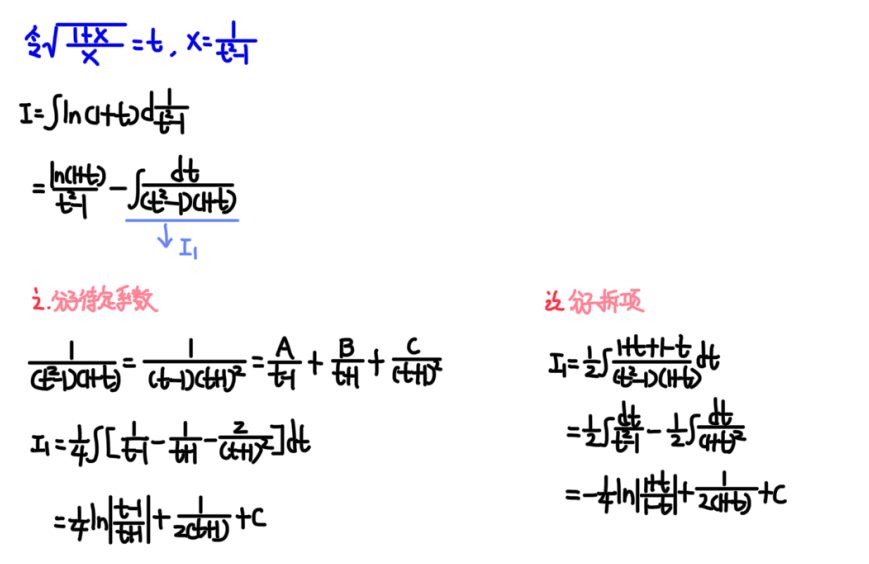 令√(1+x)/x = t, x = 1/(t²-1)
I = ∫ln(1+t)d 1/(t²-1)
= ln(1+t)/(t²-1) - ∫dt/((t²-1)(1+t))
↓ I₁
法1.分子待定系数
1/((t²-1)(1+t)) = 1/((t-1)(t+1)²) = A/(t-1) + B/(t+1) + C/(t+1)²
I₁ = 1/4∫[1/(t-1) - 1/(t+1) - 2/(t+1)²]dt
= 1/4 ln|(t-1)/(t+1)| + 1/(2(t+1)) + C
法2 分子拆项
I₁ = 1/2∫(1+t+1-t)/((t²-1)(1+t))dt
= 1/2∫dt/(t²-1) - 1/2∫dt/(1+t)²
= -1/4 ln|(1+t)/(1-t)| + 1/(2(1+t)) + C